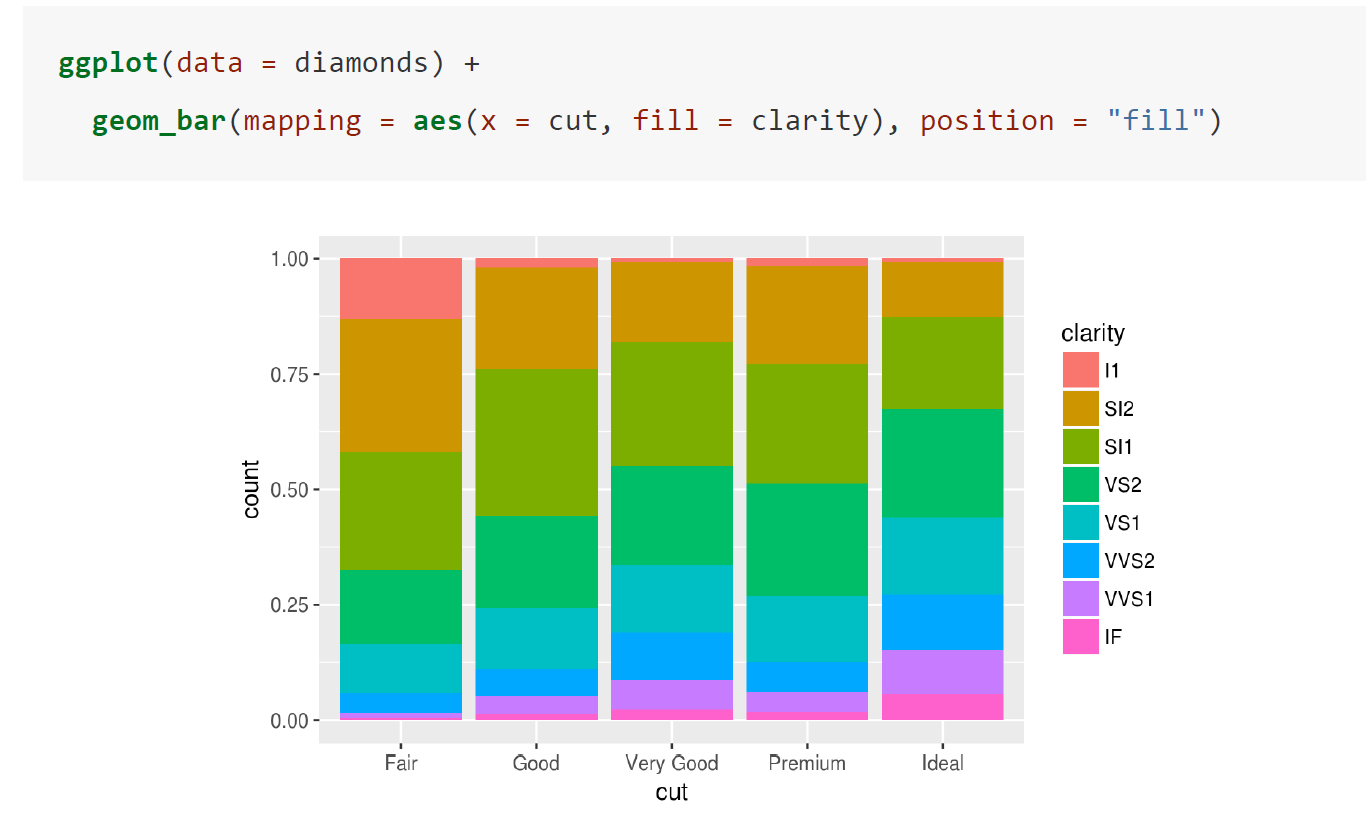 ggplot(data = diamonds) +
  geom_bar(mapping = aes(x = cut, fill = clarity), position = "fill")
1.00
0.75
0.50
0.25
0.00
count
Fair Good Very Good Premium Ideal
cut
clarity
I1
SI2
SI1
VS2
VS1
VVS2
VVS1
IF